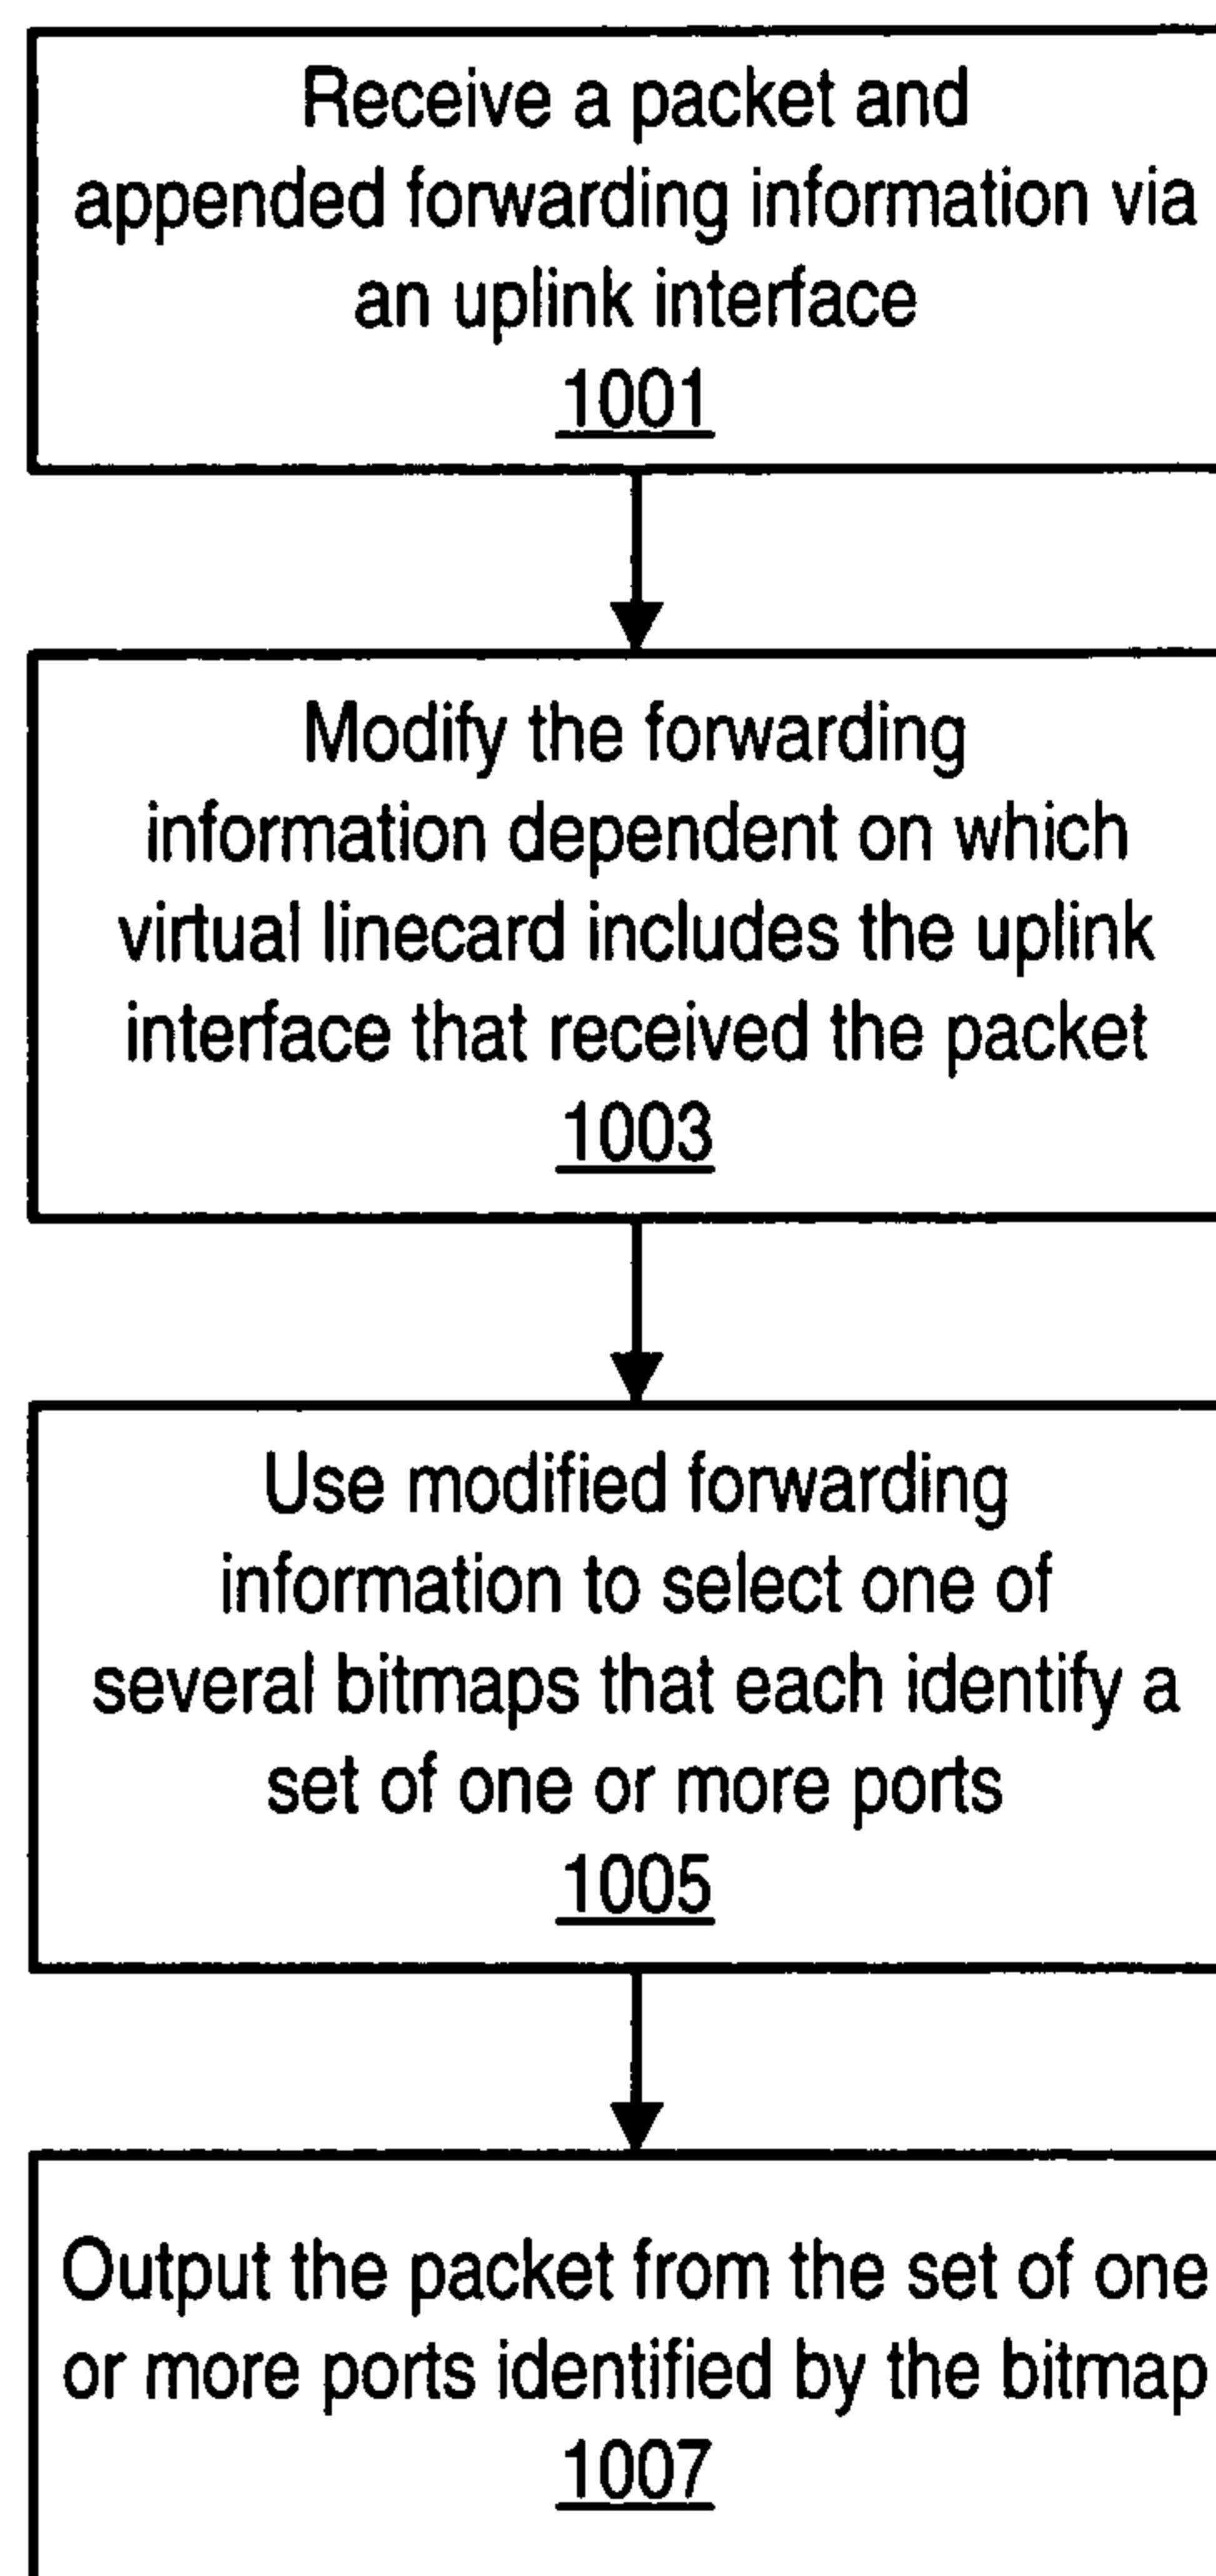 Receive a packet and
appended forwarding information via
an uplink interface
1001
Modify the forwarding
information dependent on which
virtual linecard includes the uplink
interface that received the packet
1003
Use modified forwarding
information to select one of
several bitmaps that each identify a
set of one or more ports
1005
Output the packet from the set of one
or more ports identified by the bitmap
1007